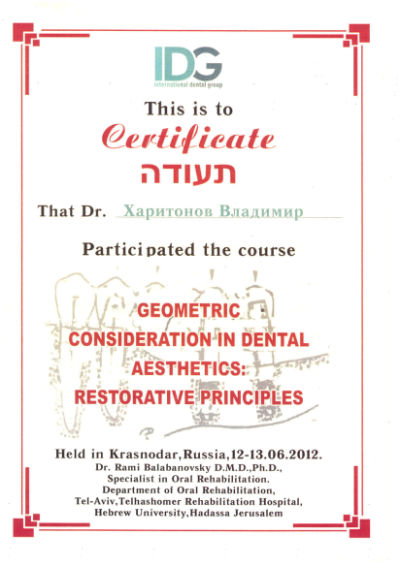 IDG
international dental group
This is to
Certificate
תעודה
That Dr. Харитонов Владимир
Participated the course
GEOMETRIC
CONSIDERATION IN DENTAL
AESTHETICS:
RESTORATIVE PRINCIPLES
Held in Krasnodar,Russia,12-13.06.2012.
Dr. Rami Balabanovsky D.M.D.,Ph.D.,
Specialist in Oral Rehabilitation.
Department of Oral Rehabilitation,
Tel-Aviv,Telhashomer Rehabilitation Hospital,
Hebrew University,Hadassa Jerusalem